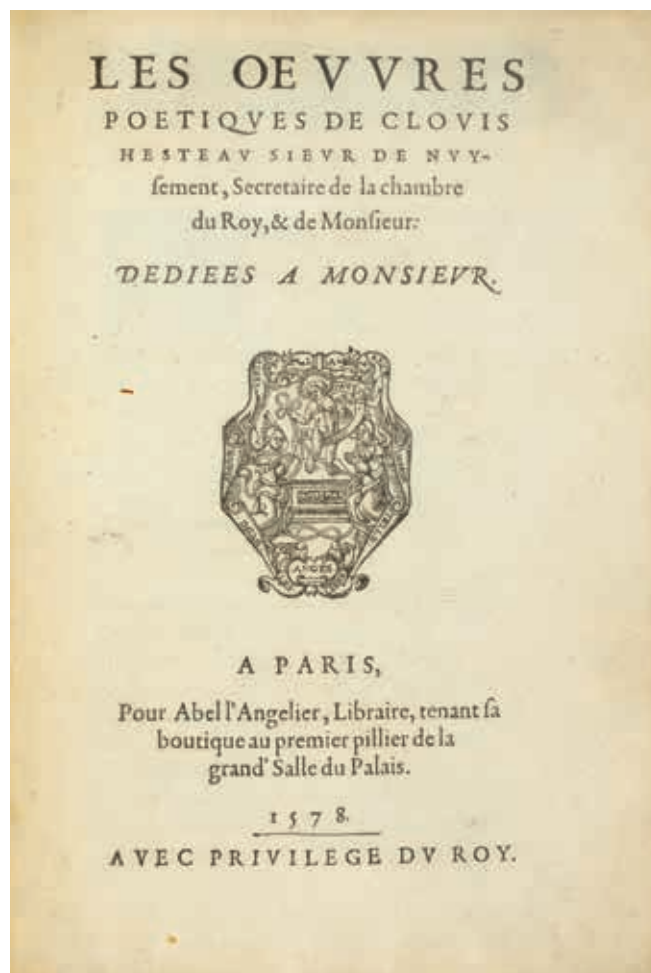 LES OEVVRES
POETIQVES DE CLOVIS
HESTEAV SIEVR DE NVY-
ſement, Secretaire de la chambre
du Roy, & de Monſieur:
DEDIEES A MONSIEVR.
A PARIS,
Pour Abel l'Angelier, Libraire, tenant ſa
boutique au premier pillier de la
grand' Salle du Palais.
1578.
AVEC PRIVILEGE DV ROY.